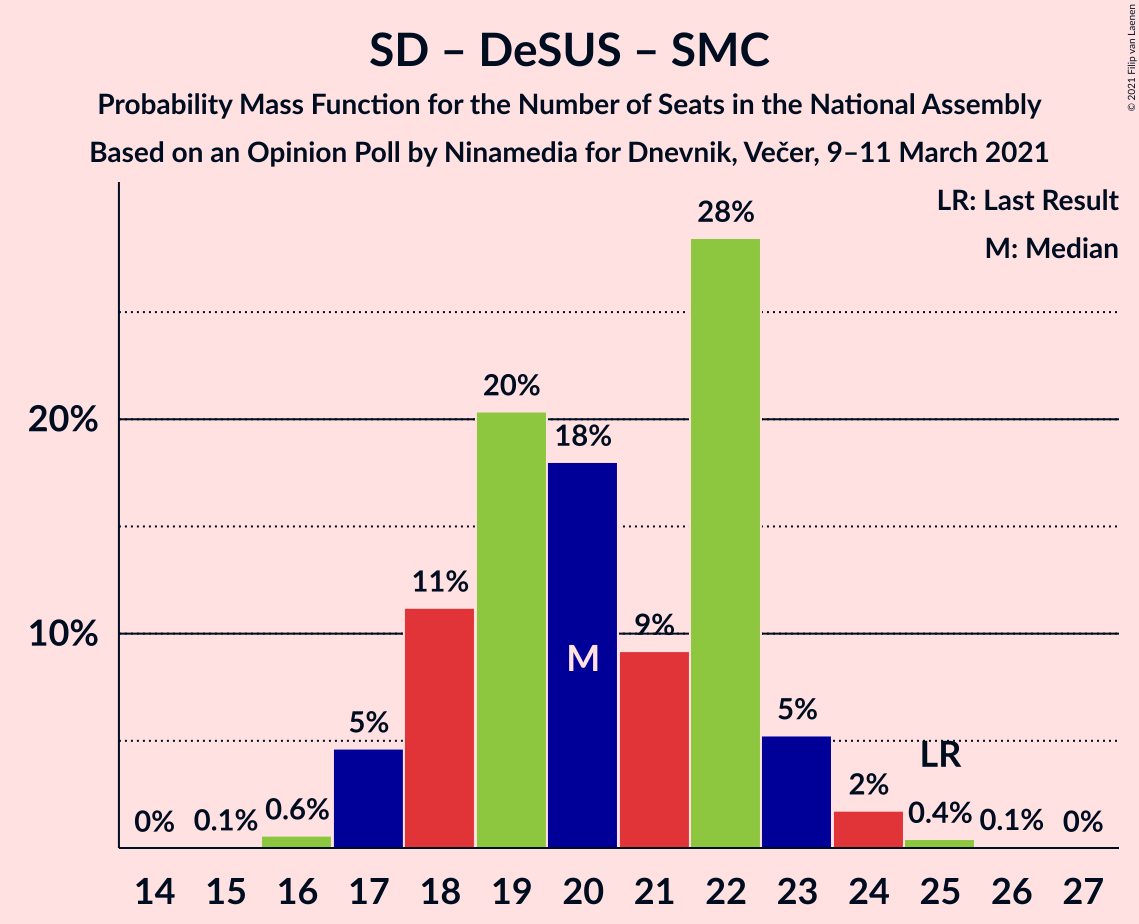 SD – DeSUS – SMC
Probability Mass Function for the Number of Seats in the National Assembly
Based on an Opinion Poll by Ninamedia for Dnevnik, Večer, 9–11 March 2021
© 2021 Filip van Laenen
LR: Last Result
M: Median
28%
20%
20%
18%
11%
10%
9%
M
5%
5%
LR
2%
0%
0.1%
0.6%
0.4%
0.1%
0%
14 15 16 17 18 19 20 21 22 23 24 25 26 27